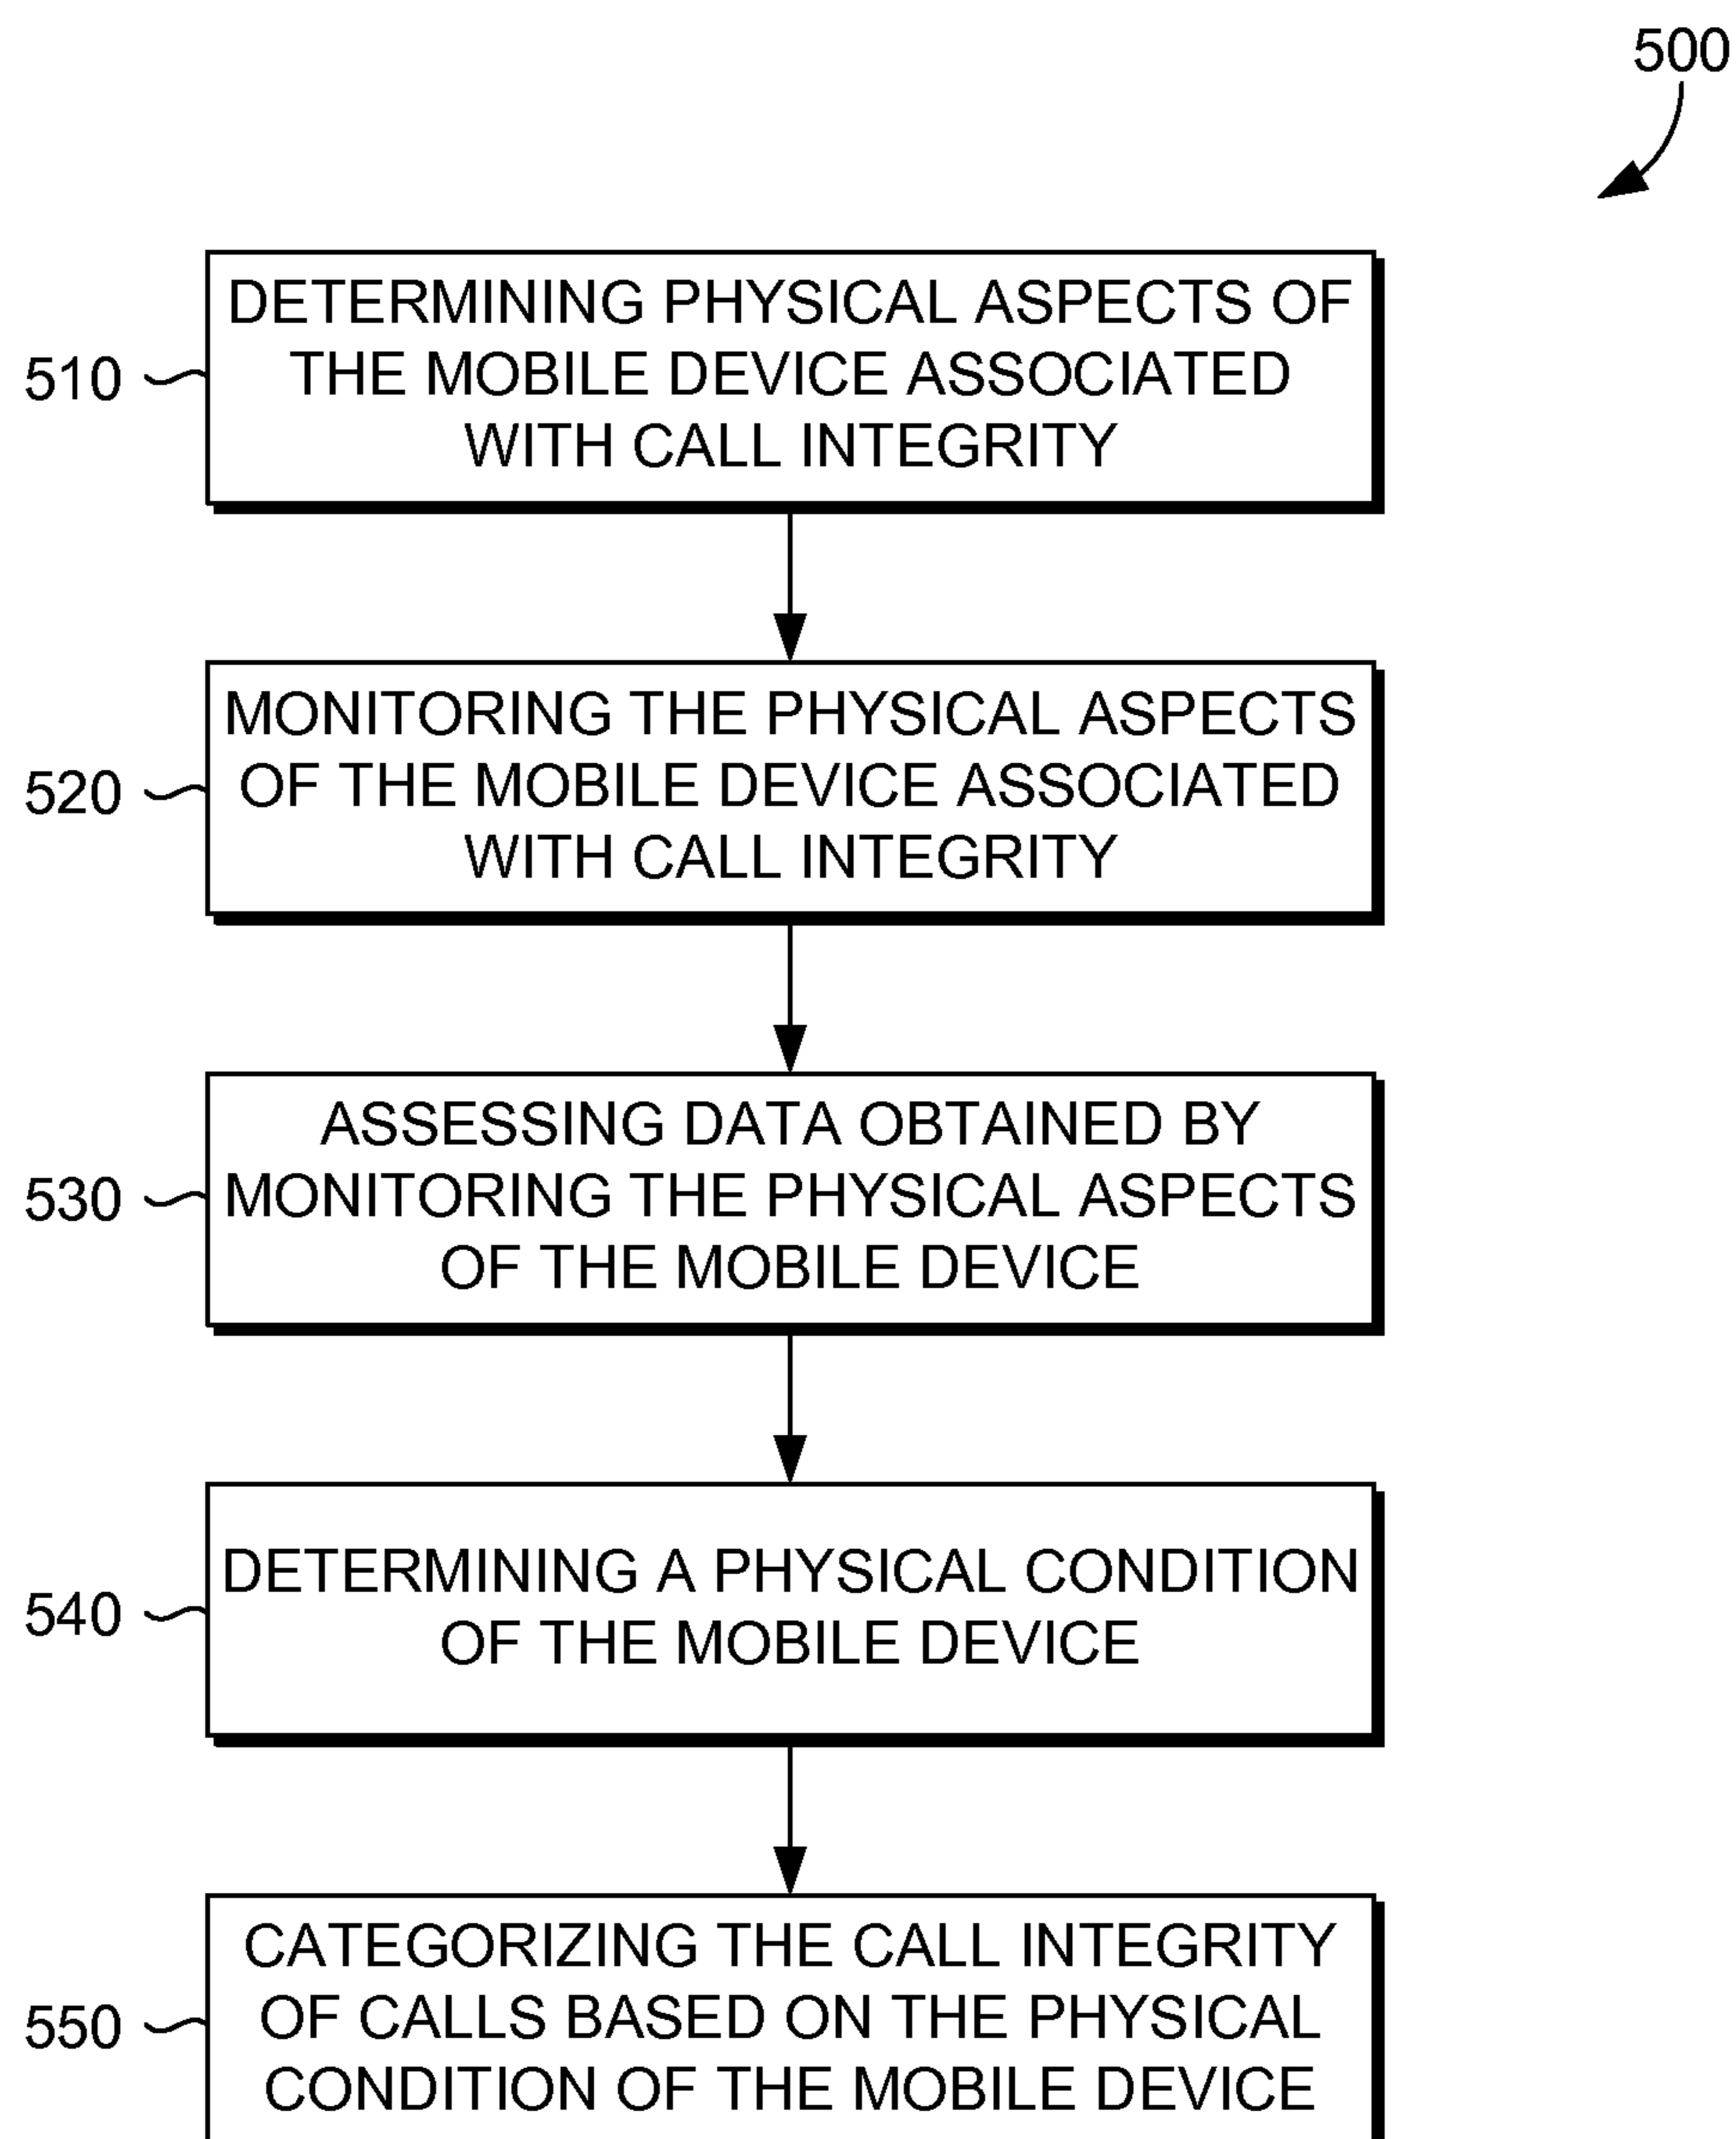 500
DETERMINING PHYSICAL ASPECTS OF
THE MOBILE DEVICE ASSOCIATED
WITH CALL INTEGRITY
510
MONITORING THE PHYSICAL ASPECTS
OF THE MOBILE DEVICE ASSOCIATED
WITH CALL INTEGRITY
520
ASSESSING DATA OBTAINED BY
MONITORING THE PHYSICAL ASPECTS
OF THE MOBILE DEVICE
530
DETERMINING A PHYSICAL CONDITION
OF THE MOBILE DEVICE
540
CATEGORIZING THE CALL INTEGRITY
OF CALLS BASED ON THE PHYSICAL
CONDITION OF THE MOBILE DEVICE
550